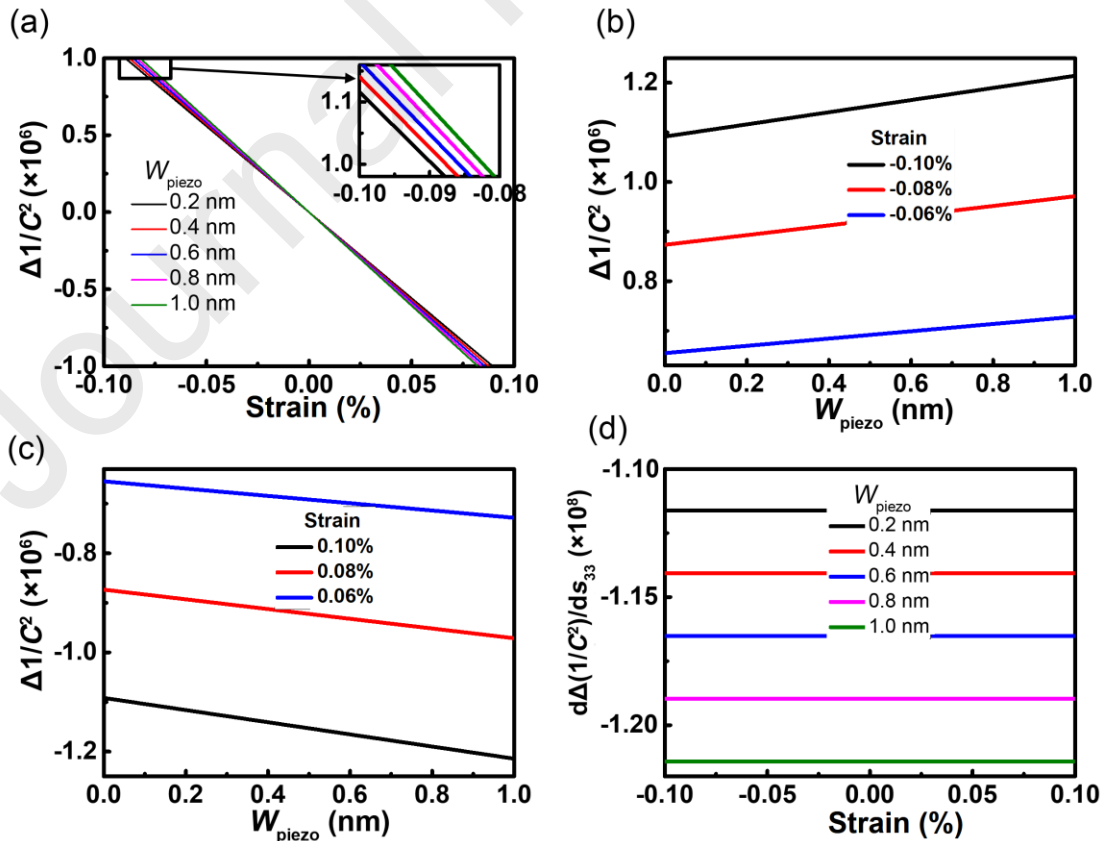 Journal
(a)
Δ1/C² (×10⁶)
1.0
0.5
0.0
-0.5
-1.0
-0.10
-0.05
0.00
0.05
0.10
Strain (%)
W_piezo
0.2 nm
0.4 nm
0.6 nm
0.8 nm
1.0 nm
1.1
1.0
-0.10
-0.09
-0.08
(b)
Δ1/C² (×10⁶)
1.2
1.0
0.8
0.0
0.2
0.4
0.6
0.8
1.0
W_piezo (nm)
Strain
-0.10%
-0.08%
-0.06%
(c)
Δ1/C² (×10⁶)
-0.8
-1.0
-1.2
0.0
0.2
0.4
0.6
0.8
1.0
W_piezo (nm)
Strain
0.10%
0.08%
0.06%
(d)
dΔ(1/C²)/ds₃₃ (×10⁸)
-1.10
-1.15
-1.20
-0.10
-0.05
0.00
0.05
0.10
Strain (%)
W_piezo
0.2 nm
0.4 nm
0.6 nm
0.8 nm
1.0 nm